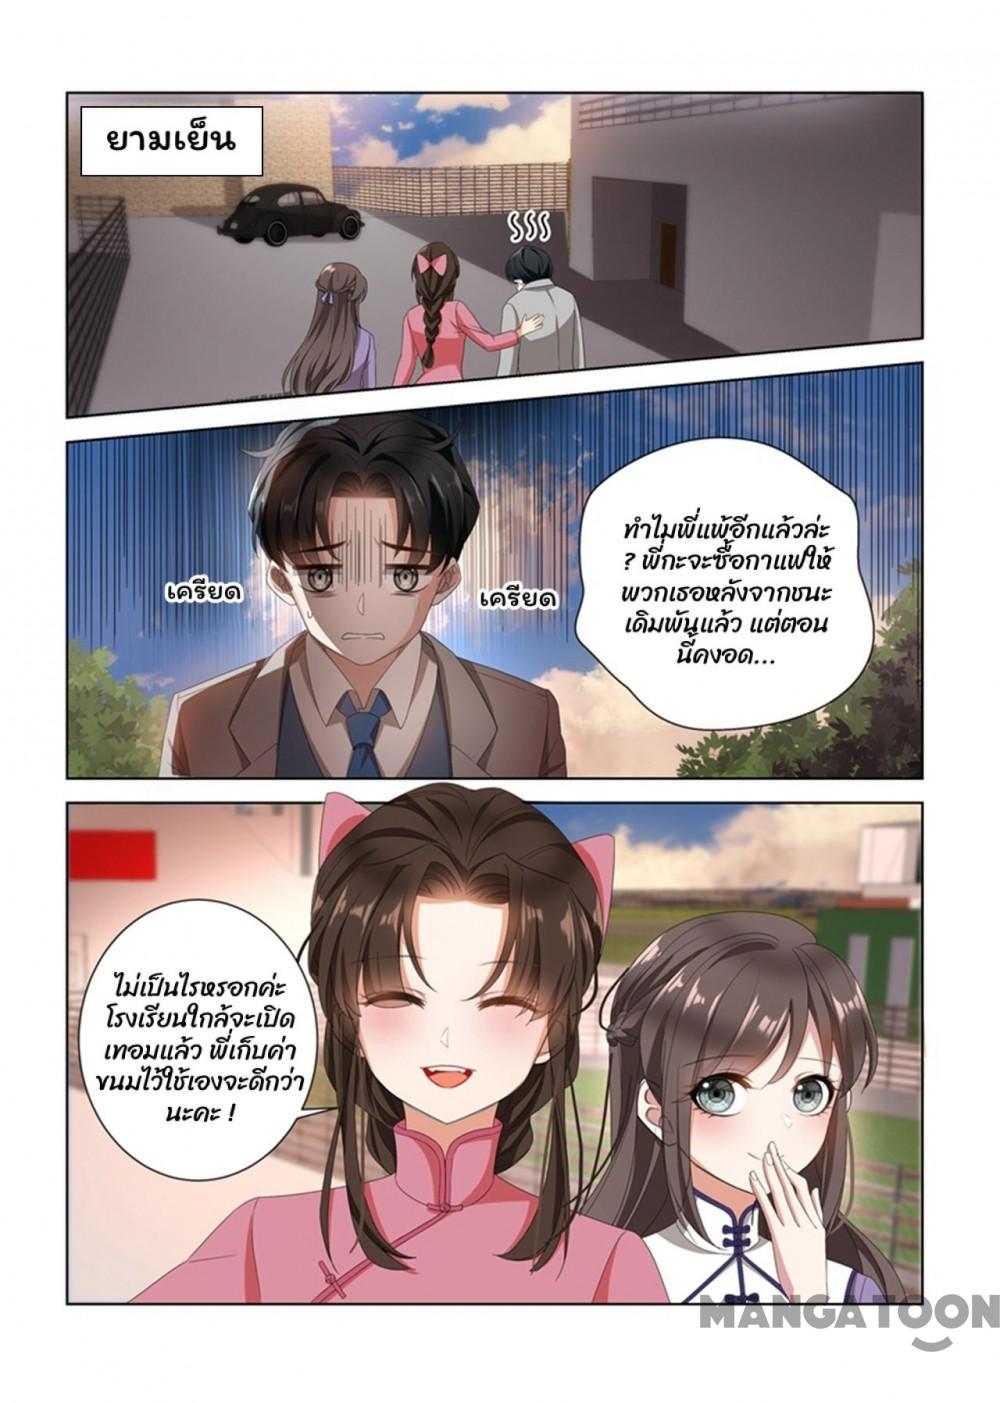 ยามเย็น
ทำไมพี่แพ้อีกแล้วล่ะ
? พี่กะจะซื้อกาแฟให้
พวกเธอหลังจากชนะ
เดิมพันแล้ว แต่ตอน
นี้คงอด...
เครียด
เครียด
ไม่เป็นไรหรอกค่ะ
โรงเรียนใกล้จะเปิด
เทอมแล้ว พี่เก็บค่า
ขนมไว้ใช้เองจะดีกว่า
นะคะ !
MANGATOON